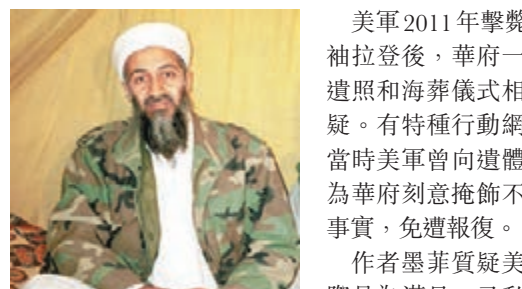 美軍2011年擊斃
袖拉登後，華府一
遺照和海葬儀式相
疑。有特種行動網
當時美軍曾向遺體
為華府刻意掩飾不
事實，免遭報復。
作者墨菲質疑美